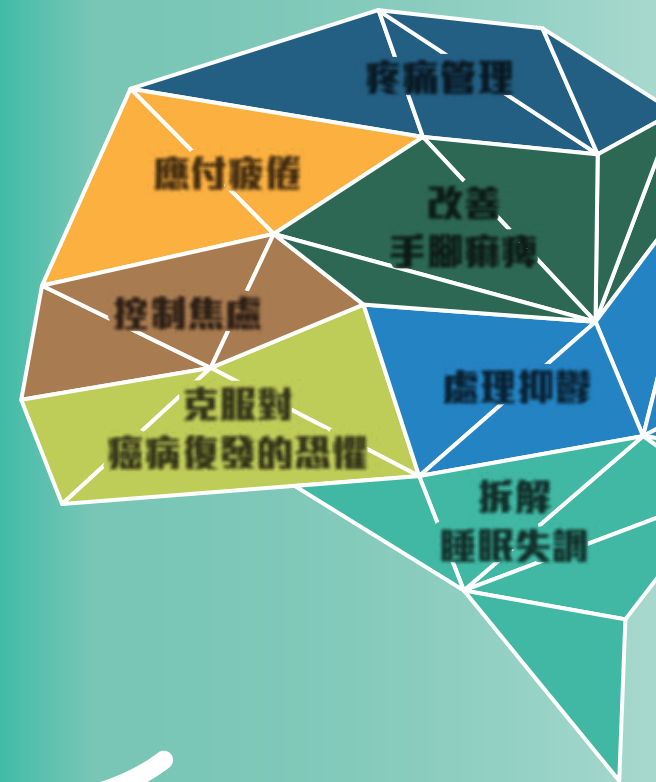 疼痛管理
應付疲倦
改善
手腳痲痺
控制焦慮
處理抑鬱
克服對
癌病復發的恐懼
拆解
睡眠失調